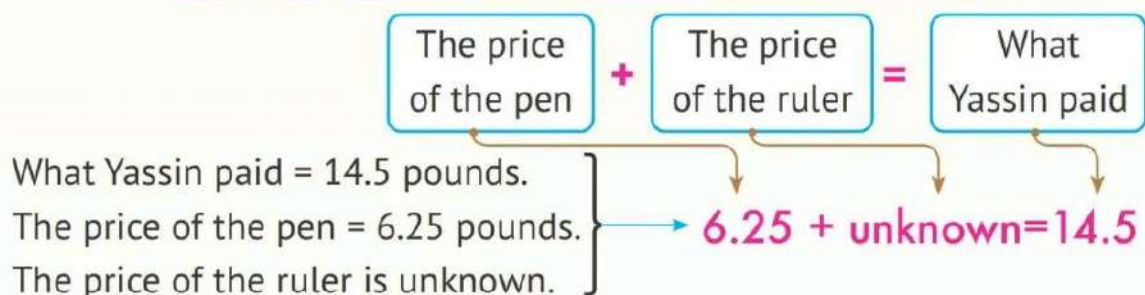 The price of the pen + The price of the ruler = What Yassin paid
What Yassin paid = 14.5 pounds.
The price of the pen = 6.25 pounds.
The price of the ruler is unknown.
6.25 + unknown=14.5